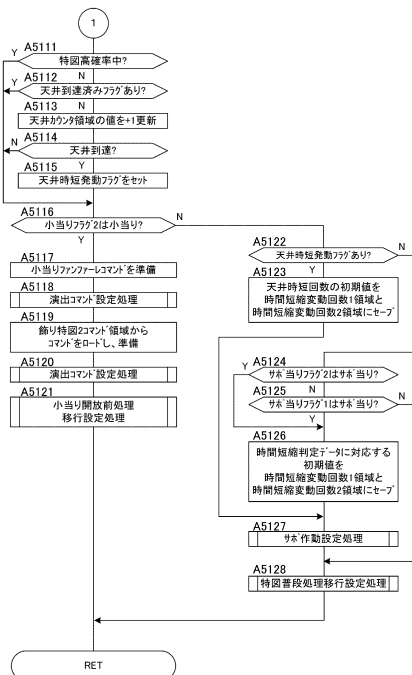 1
A5111
特図高確率中?
Y
N
A5112
天井到達済みフラグあり?
Y
N
A5113
天井カウンタ領域の値を+1更新
A5114
天井到達?
N
Y
A5115
天井時短発動フラグをセット
A5116
小当りフラグ2は小当り?
N
Y
A5117
小当りファンファーレコマンドを準備
A5118
演出コマンド設定処理
A5119
飾り特図2コマンド領域から
コマンドをロードし、準備
A5120
演出コマンド設定処理
A5121
小当り開放前処理
移行設定処理
A5122
天井時短発動フラグあり?
N
Y
A5123
天井時短回数の初期値を
時間短縮変動回数1領域と
時間短縮変動回数2領域にセーブ
A5124
サポ当りフラグ2はサポ当り?
Y
N
A5125
サポ当りフラグ1はサポ当り?
N
Y
A5126
時間短縮判定データに対応する
初期値を
時間短縮変動回数1領域と
時間短縮変動回数2領域にセーブ
A5127
サポ作動設定処理
A5128
特図普段処理移行設定処理
RET